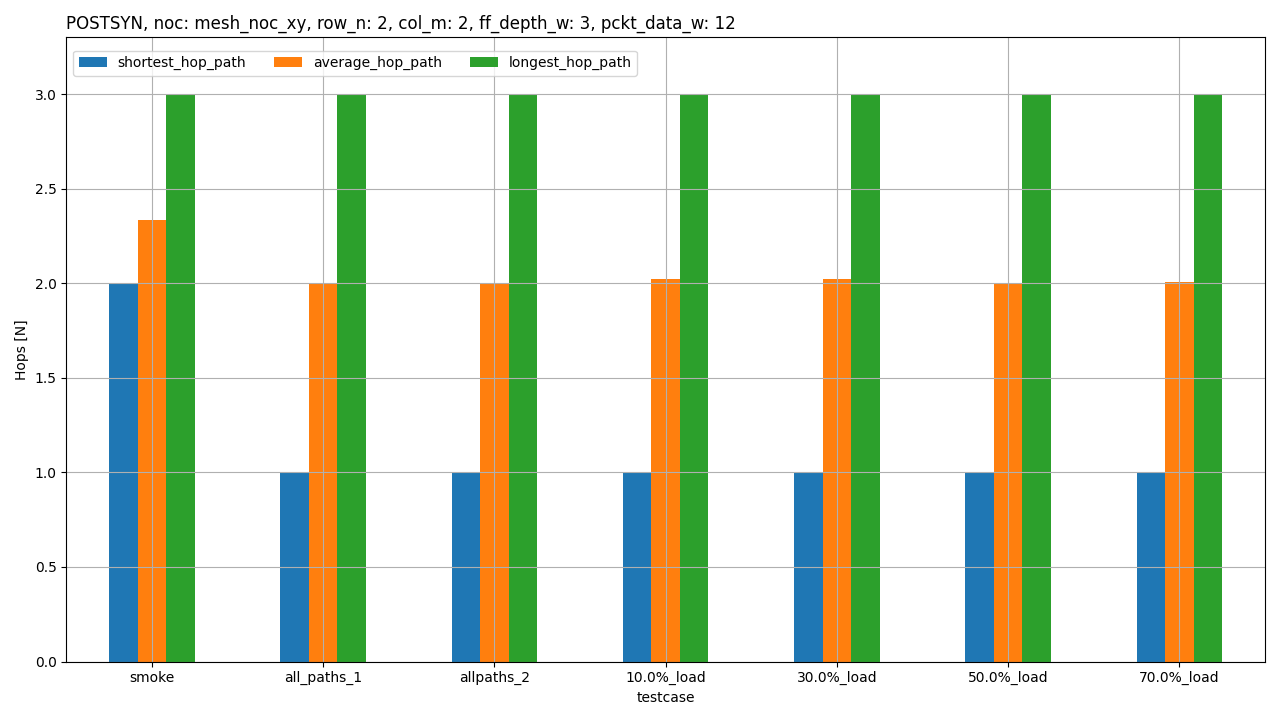 POSTSYN, noc: mesh_noc_xy, row_n: 2, col_m: 2, ff_depth_w: 3, pckt_data_w: 12
shortest_hop_path average_hop_path longest_hop_path
3.0
2.5
2.0
1.5
1.0
0.5
0.0
Hops [N]
smoke all_paths_1 allpaths_2 10.0%_load 30.0%_load 50.0%_load 70.0%_load
testcase